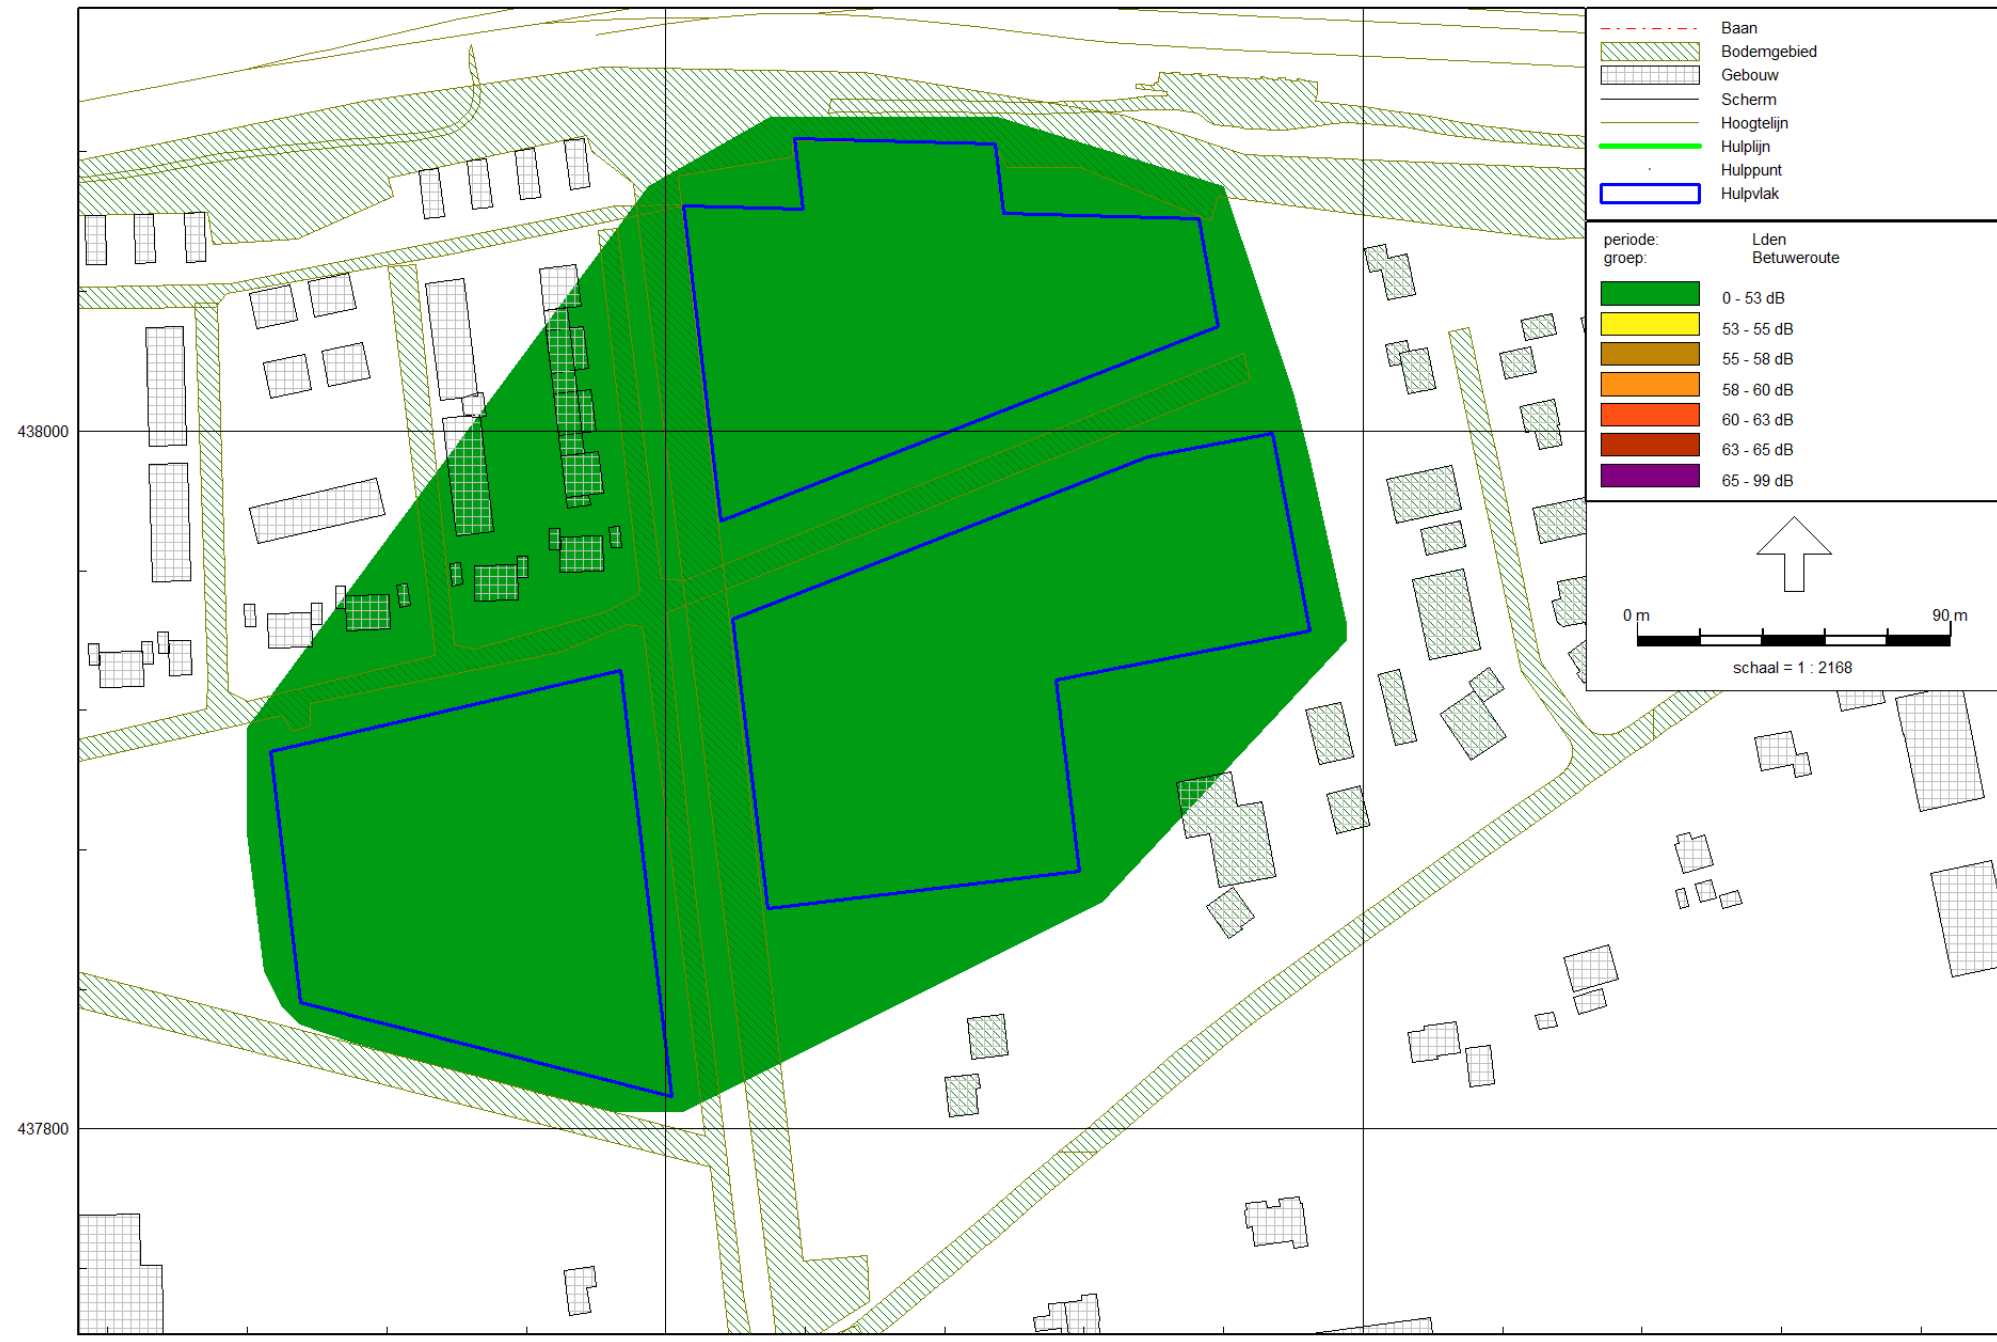 Baan
Bodemgebied
Gebouw
Scherm
Hoogtelijn
Hulplijn
Hulppunt
Hulpvlak
periode: Lden
groep: Betuweroute
0 - 53 dB
53 - 55 dB
55 - 58 dB
58 - 60 dB
60 - 63 dB
63 - 65 dB
65 - 99 dB
0 m 90 m
schaal = 1 : 2168
438000
437800